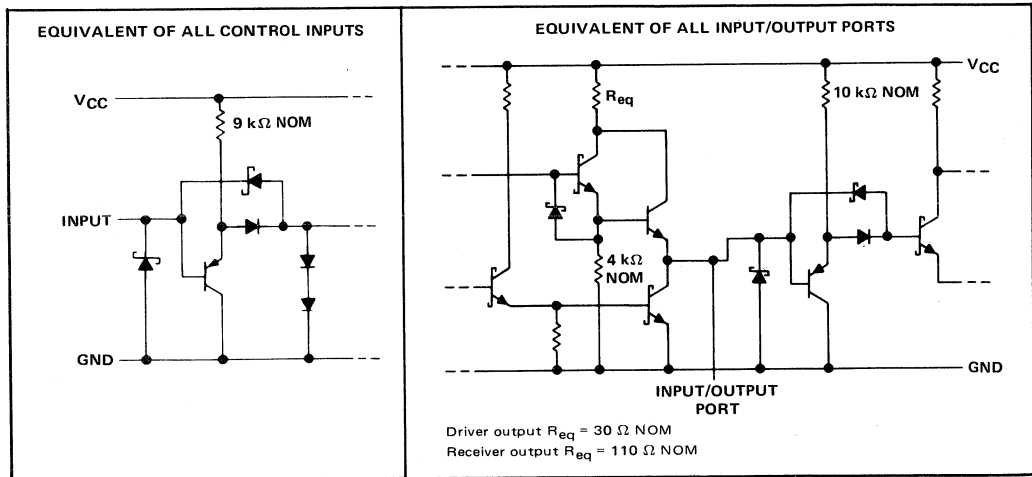 EQUIVALENT OF ALL CONTROL INPUTS
VCC
9 kΩ NOM
INPUT
GND
EQUIVALENT OF ALL INPUT/OUTPUT PORTS
VCC
Req
10 kΩ NOM
4 kΩ
NOM
GND
INPUT/OUTPUT
PORT
Driver output Req = 30 Ω NOM
Receiver output Req = 110 Ω NOM